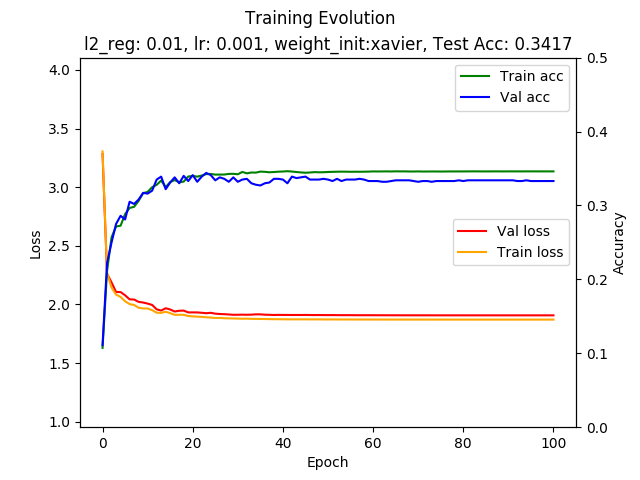 Training Evolution
l2_reg: 0.01, lr: 0.001, weight_init:xavier, Test Acc: 0.3417
4.0
3.5
3.0
2.5
2.0
1.5
1.0
Loss
0
20
40
60
80
100
Epoch
0.5
0.4
0.3
0.2
0.1
0.0
Accuracy
Train acc
Val acc
Val loss
Train loss